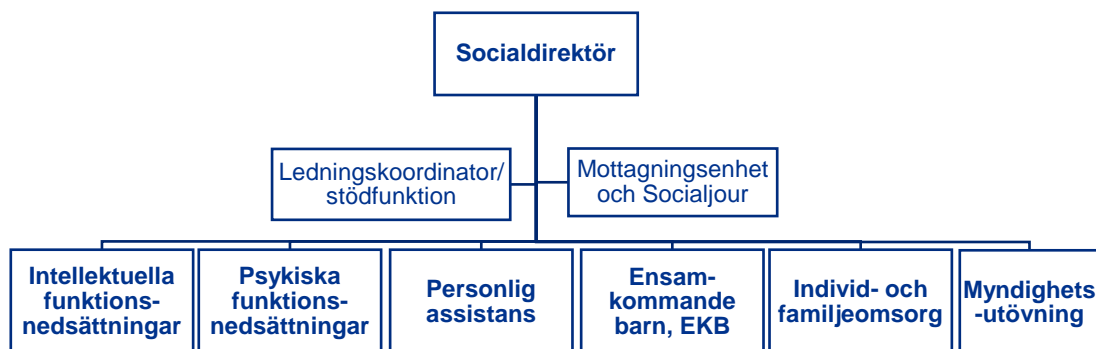 Socialdirektör
Ledningskoordinator/
stödfunktion
Mottagningsenhet
och Socialjour
Intellektuella
funktions-
nedsättningar
Psykiska
funktions-
nedsättningar
Personlig
assistans
Ensam-
kommande
barn, EKB
Individ- och
familjeomsorg
Myndighets
-utövning